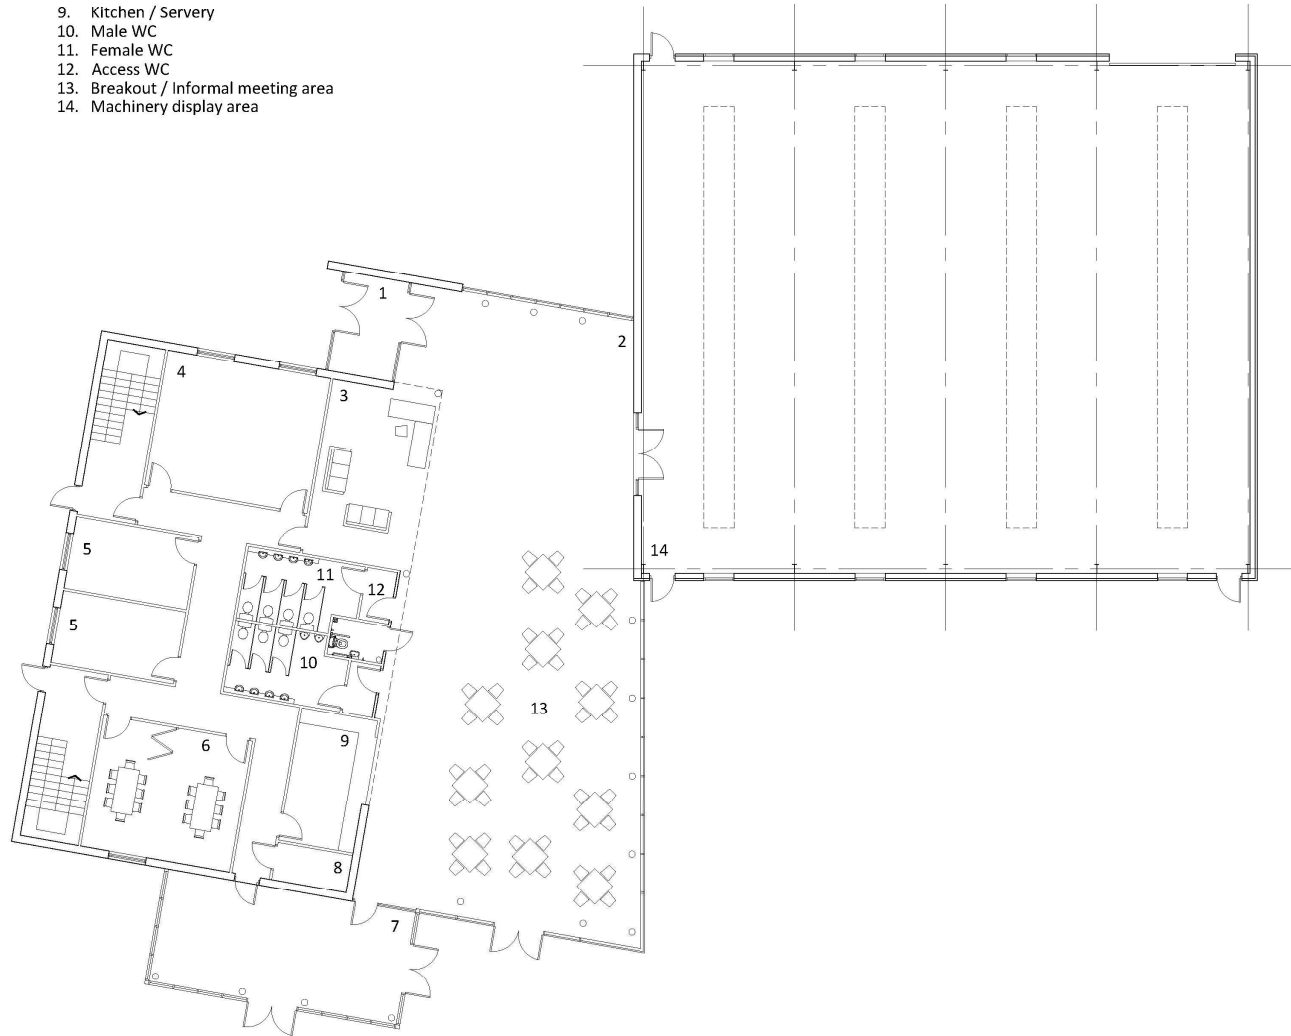 9. Kitchen / Servery
10. Male WC
11. Female WC
12. Access WC
13. Breakout / Informal meeting area
14. Machinery display area
1
2
4
3
14
5
11
12
5
10
13
6
9
8
7